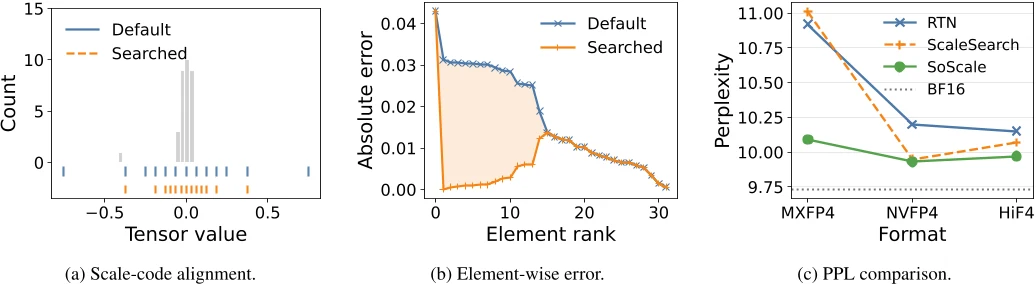 15
10
5
0
Count
Default
Searched
−0.5
0.0
0.5
Tensor value
(a) Scale-code alignment.
0.04
0.03
0.02
0.01
0.00
Absolute error
Default
Searched
0
10
20
30
Element rank
(b) Element-wise error.
11.00
10.75
10.50
10.25
10.00
9.75
Perplexity
RTN
ScaleSearch
SoScale
BF16
MXFP4
NVFP4
HiF4
Format
(c) PPL comparison.